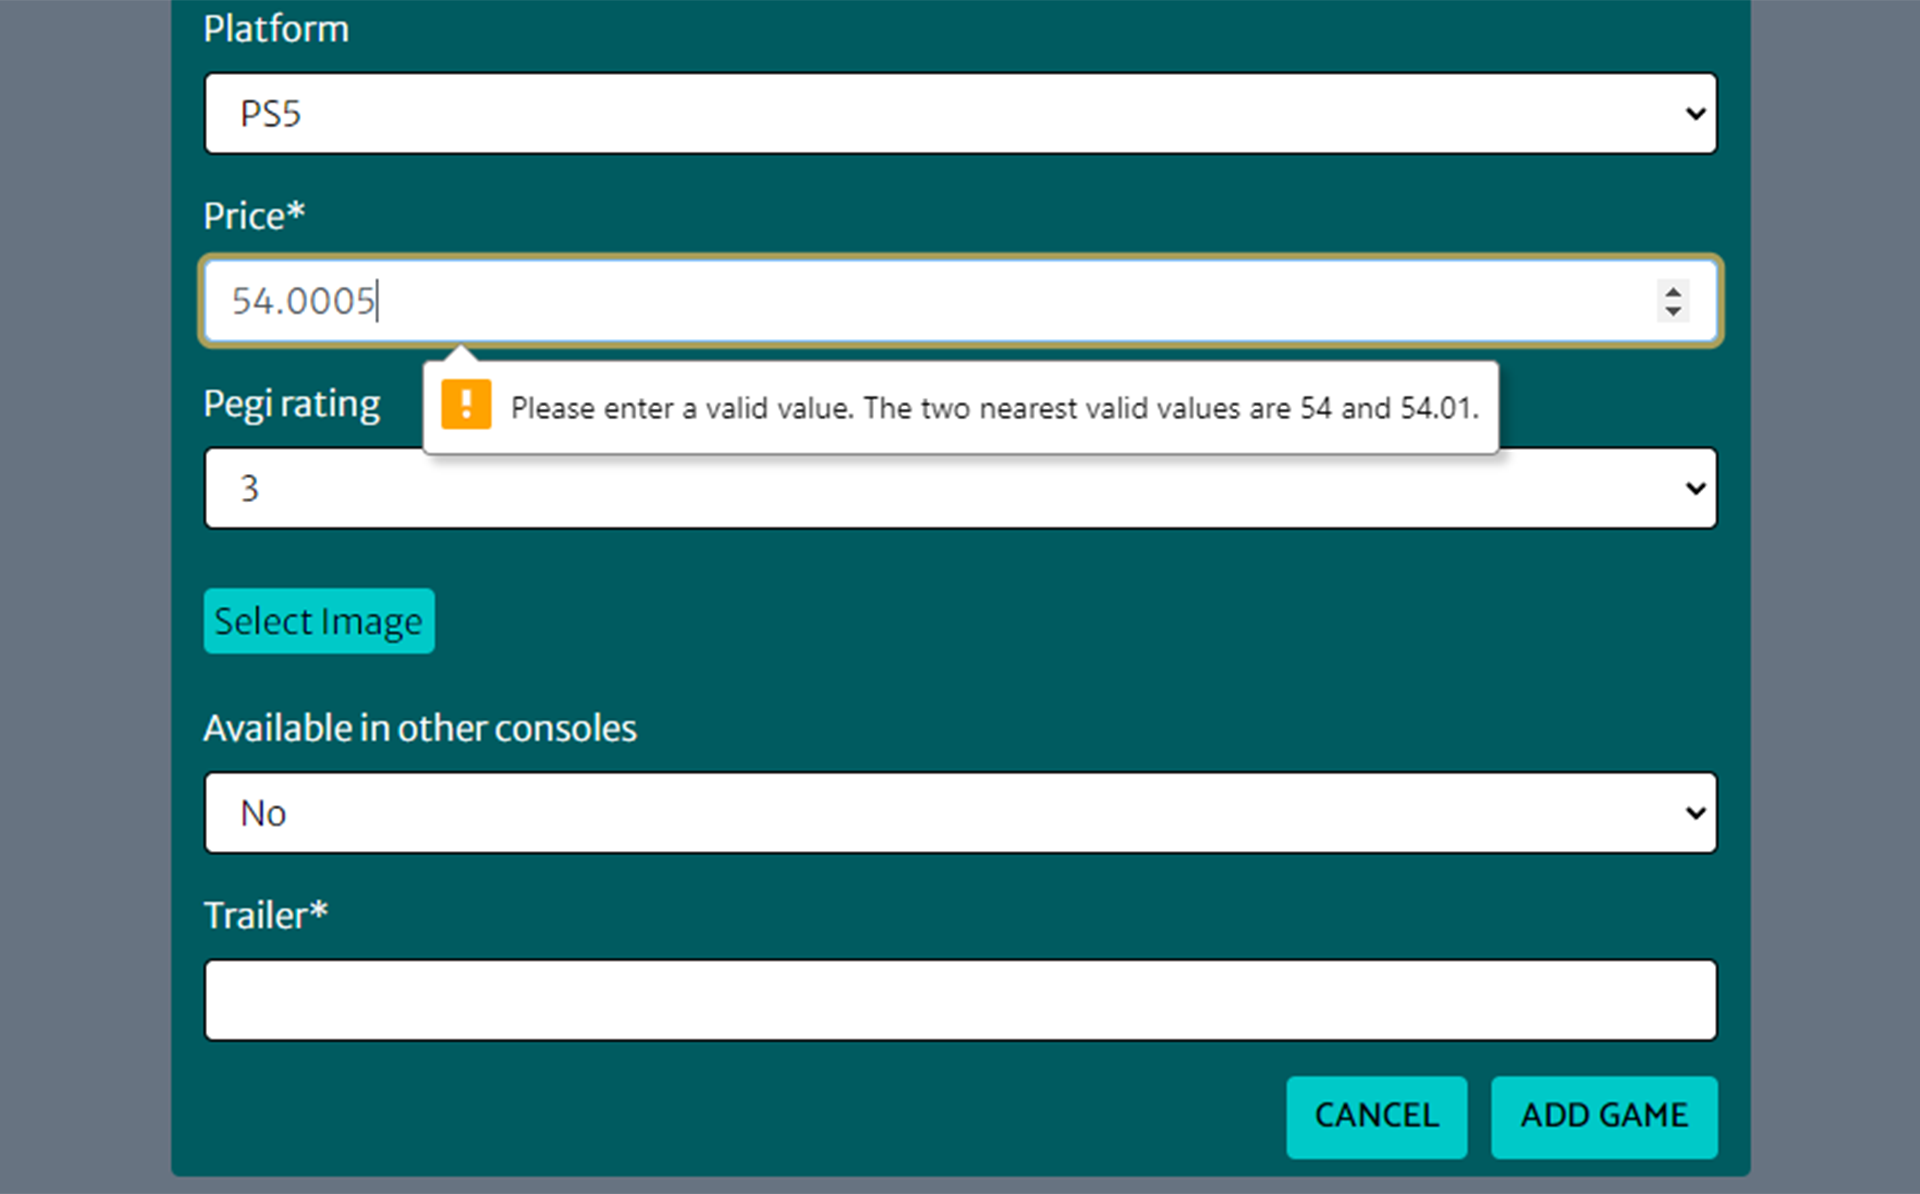 Platform
PS5
Price*
54.0005
Please enter a valid value. The two nearest valid values are 54 and 54.01.
Pegi rating
3
Select Image
Available in other consoles
No
Trailer*
CANCEL
ADD GAME